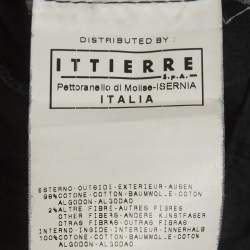 DISTRIBUTED BY
ITTIERRE
S.p.A.
Pettoranello di Molise-ISERNIA
ITALIA
ESTERNO-OUTSIDE-EXTERIEUR-AUSEN
98%COTONE-COTTON-BAUMWOLLE-COTON
ALGODON-ALGODAO
2%ALTRE FIBRE-AUTRES FIBRES
OTHER FIBERS-ANDERE KUNSTFASER
OTRAS FIBRAS-OUTRAS FIBRAS
INTERNO-INSIDE-INTERIEUR-INNERE
100%COTONE-COTTON-BAUMWOLLE-COTON
ALGODON-ALGODAO